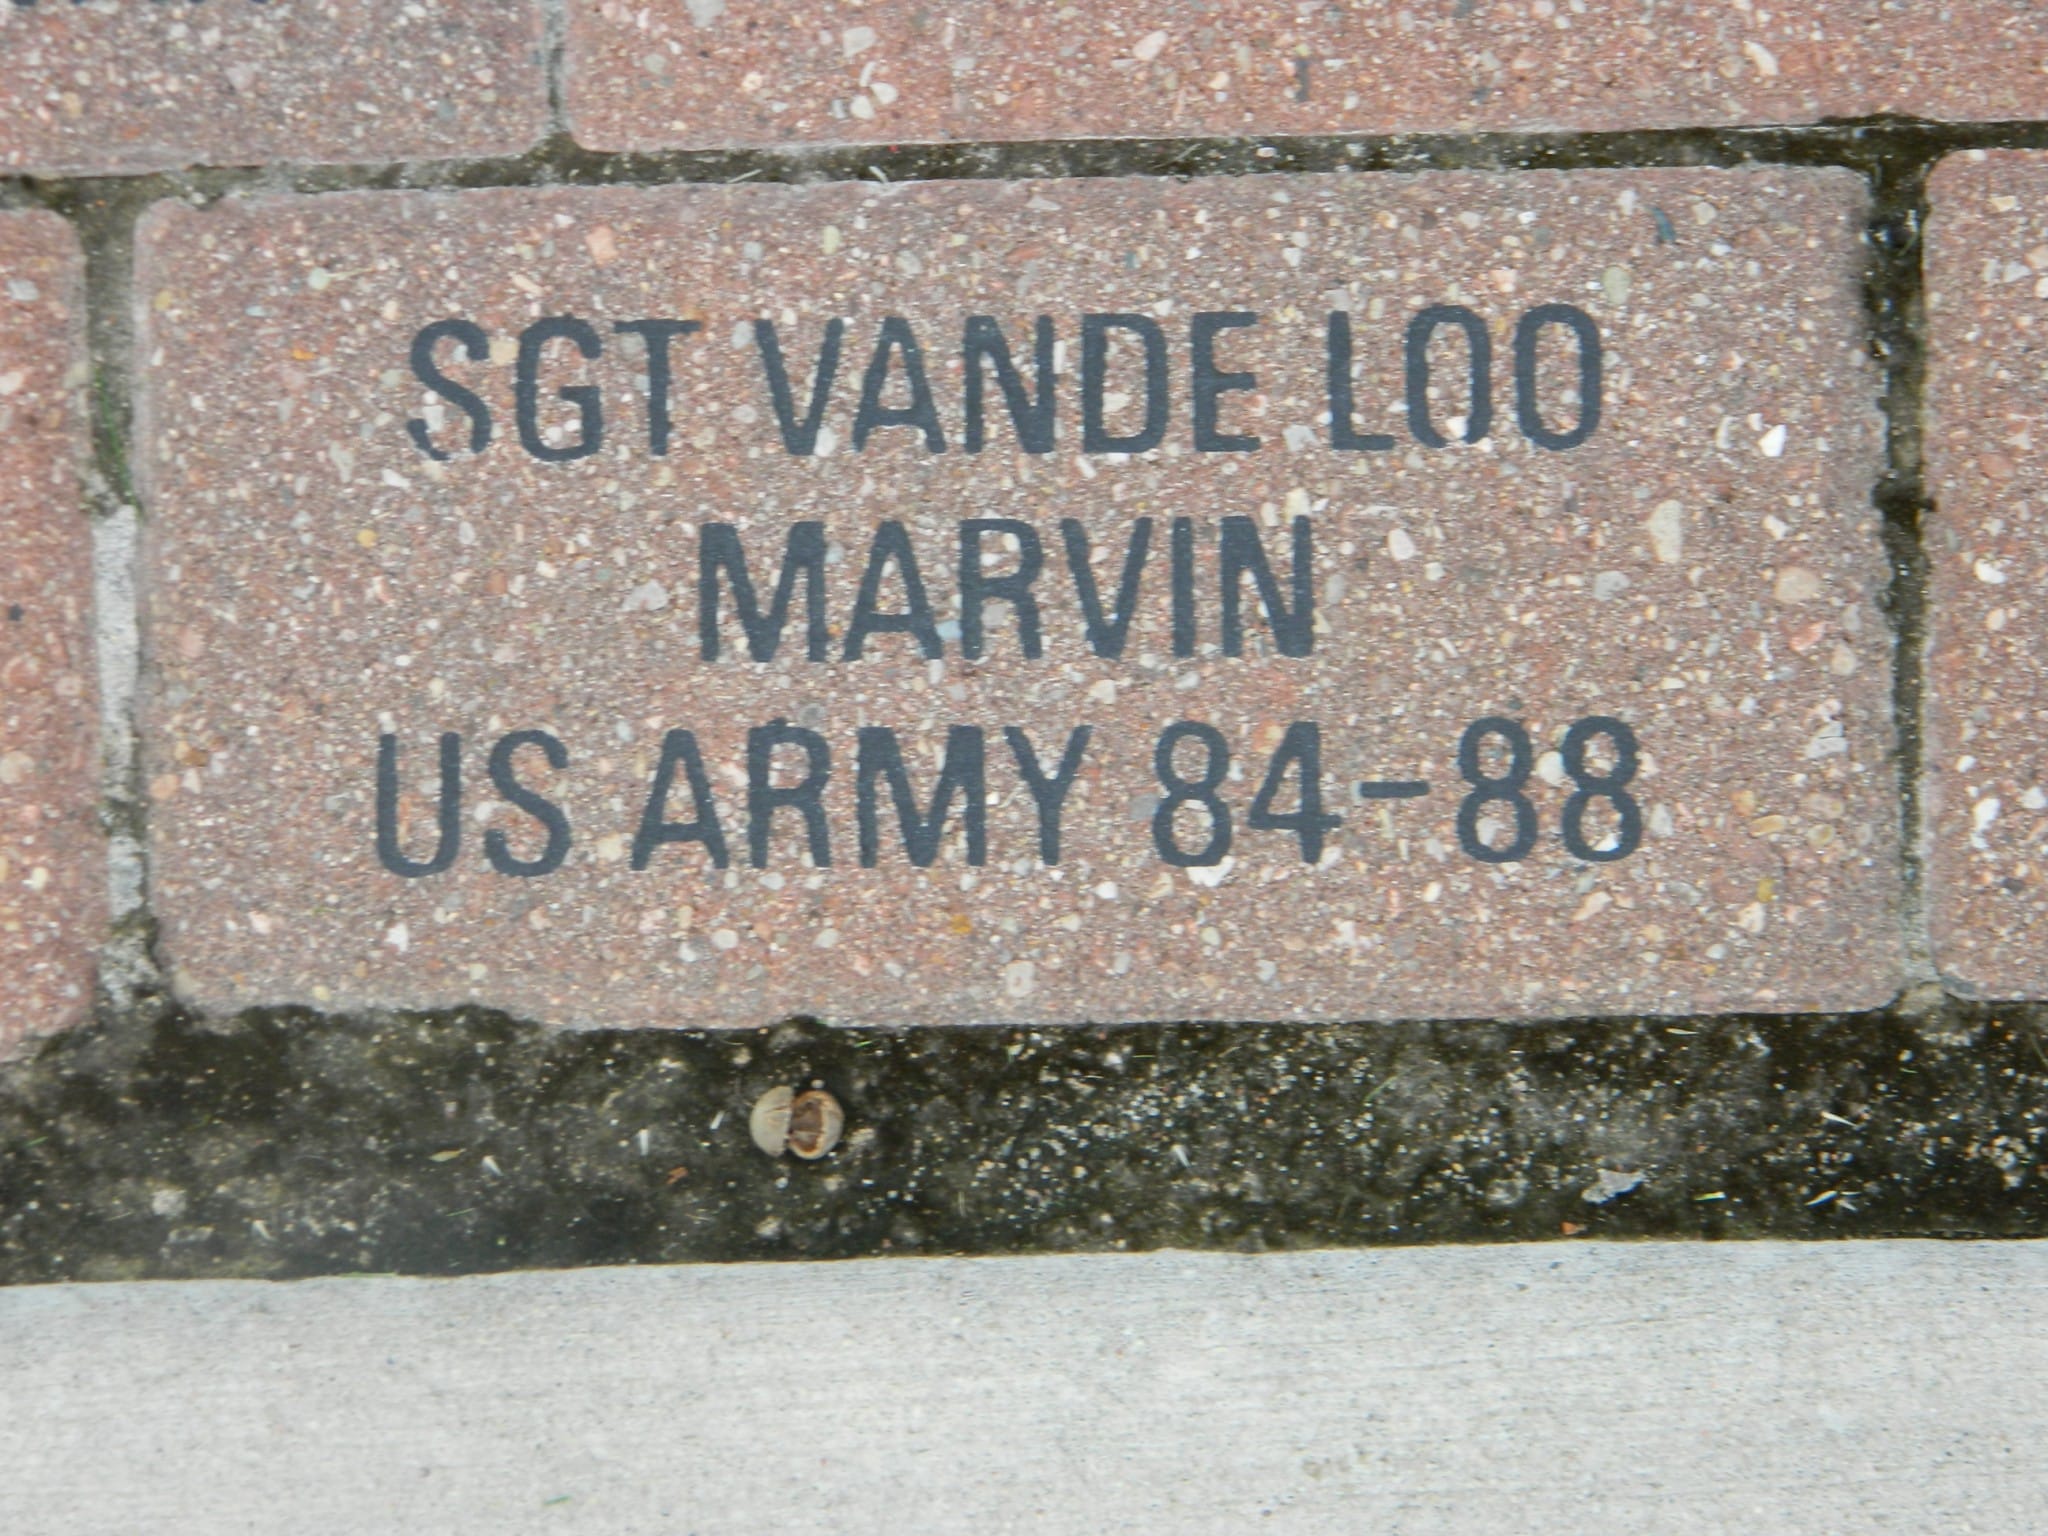 SGT VANDE LOO
MARVIN
US ARMY 84-88